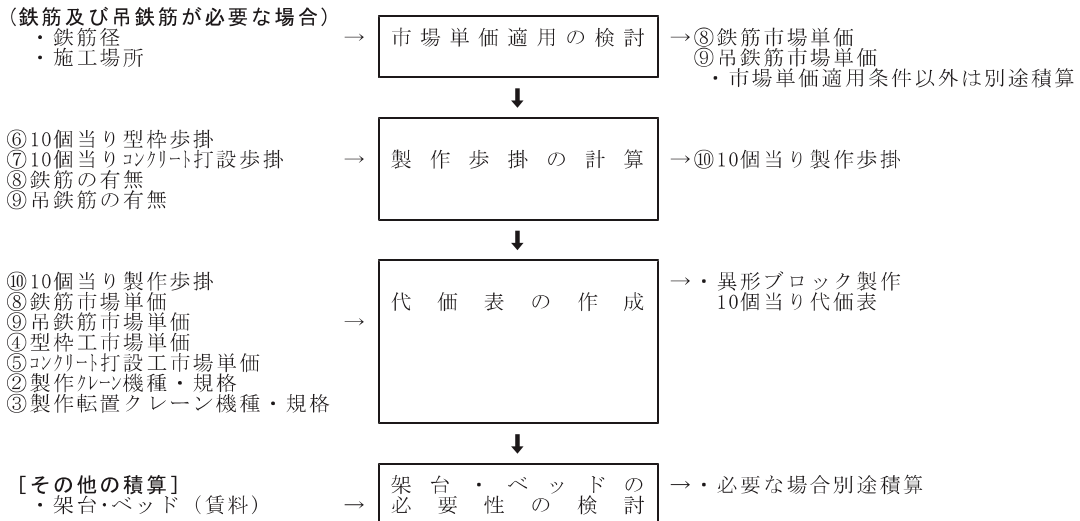 (鉄筋及び吊鉄筋が必要な場合)
・鉄筋径
・施工場所
→
市場単価適用の検討
→⑧鉄筋市場単価
⑨吊鉄筋市場単価
・市場単価適用条件以外は別途積算
⬇
⑥10個当り型枠歩掛
⑦10個当りコンクリート打設歩掛
⑧鉄筋の有無
⑨吊鉄筋の有無
→
製作歩掛の計算
→⑩10個当り製作歩掛
⬇
⑩10個当り製作歩掛
⑧鉄筋市場単価
⑨吊鉄筋市場単価
④型枠工市場単価
⑤コンクリート打設工市場単価
②製作クレーン機種・規格
③製作転置クレーン機種・規格
→
代価表の作成
→・異形ブロック製作
10個当り代価表
⬇
[その他の積算]
・架台・ベッド(賃料)
→
架台・ベッドの
必要性の検討
→・必要な場合別途積算